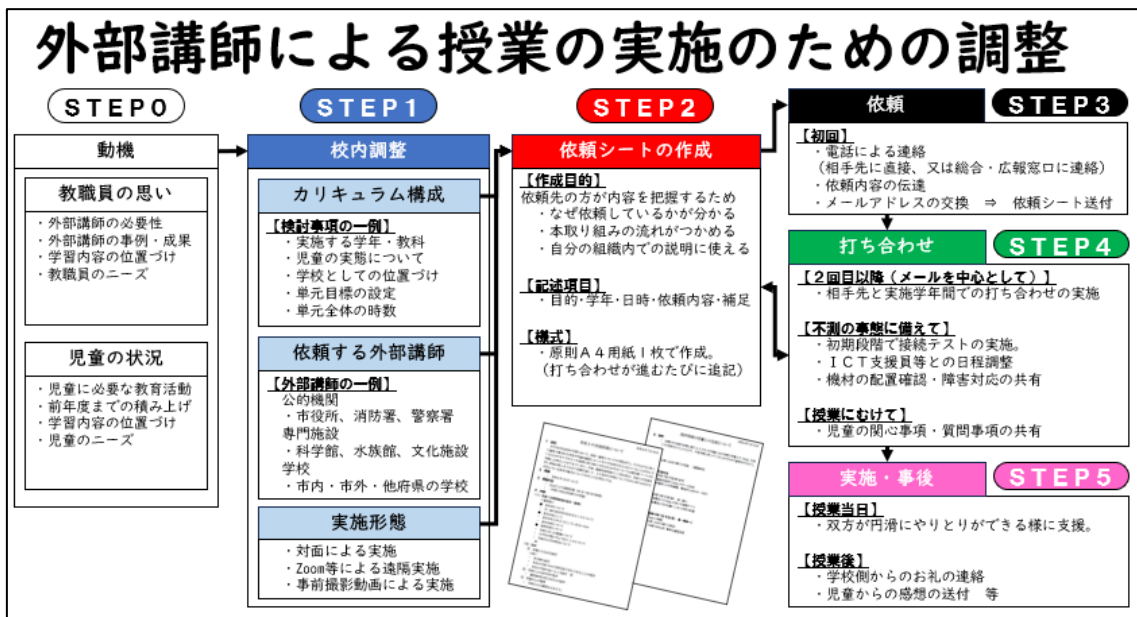 外部講師による授業の実施のための調整
STEP0
動機
教職員の思い
・外部講師の必要性
・外部講師の事例・成果
・学習内容の位置づけ
・教職員のニーズ
児童の状況
・児童に必要な教育活動
・前年度までの積み上げ
・学習内容の位置づけ
・児童のニーズ
STEP1
校内調整
カリキュラム構成
【検討事項の一例】
・実施する学年・教科
・児童の実態について
・学校としての位置づけ
・単元目標の設定
・単元全体の時数
依頼する外部講師
【外部講師の一例】
公的機関
・市役所、消防署、警察署
専門施設
・科学館、水族館、文化施設
学校
・市内・市外・他府県の学校
実施形態
・対面による実施
・Zoom等による遠隔実施
・事前撮影動画による実施
STEP2
依頼シートの作成
【作成目的】
依頼先の方が内容を把握するため
・なぜ依頼しているかが分かる
・本取り組みの流れがつかめる
・自分の組織内での説明に使える
【記述項目】
・目的・学年・日時・依頼内容・補足
【様式】
・原則A4用紙1枚で作成。
(打ち合わせが進むたびに追記)
依頼
STEP3
【初回】
・電話による連絡
(相手先に直接、又は総合・広報窓口に連絡)
・依頼内容の伝達
・メールアドレスの交換 ⇒ 依頼シート送付
打ち合わせ
STEP4
【2回目以降(メールを中心として)】
・相手先と実施学年間での打ち合わせの実施
【不測の事態に備えて】
・初期段階で接続テストの実施。
・ICT支援員等との日程調整
・機材の配置確認・障害対応の共有
【授業にむけて】
・児童の関心事項・質問事項の共有
実施・事後
STEP5
【授業当日】
・双方が円滑にやりとりができる様に支援。
【授業後】
・学校側からのお礼の連絡
・児童からの感想の送付 等